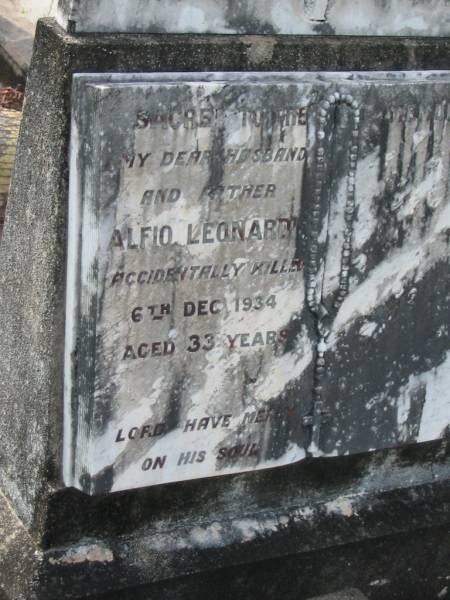 SACRED TO THE
MY DEAR HUSBAND
AND FATHER
ALFIO LEONARDI
ACCIDENTALLY KILLED
6TH DEC. 1934
AGED 33 YEARS
LORD HAVE MERCY
ON HIS SOUL